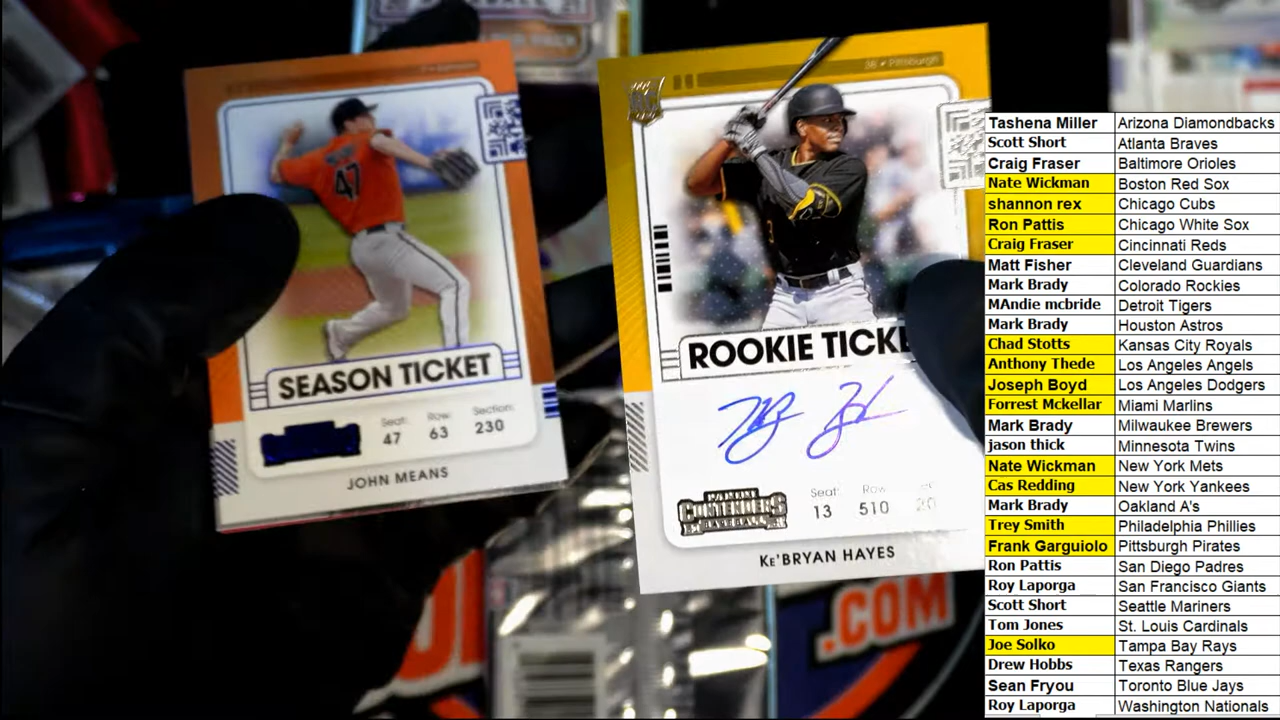 3B • Pittsburgh
RC
47
SEASON TICKET
Seat: Row: Section:
47 63 230
JOHN MEANS
ROOKIE TICKE
Seat: Row:
13 510 20
CONTENDERS
BASEBALL
KE'BRYAN HAYES
.COM
Tashena Miller Arizona Diamondbacks
Scott Short Atlanta Braves
Craig Fraser Baltimore Orioles
Nate Wickman Boston Red Sox
shannon rex Chicago Cubs
Ron Pattis Chicago White Sox
Craig Fraser Cincinnati Reds
Matt Fisher Cleveland Guardians
Mark Brady Colorado Rockies
MAndie mcbride Detroit Tigers
Mark Brady Houston Astros
Chad Stotts Kansas City Royals
Anthony Thede Los Angeles Angels
Joseph Boyd Los Angeles Dodgers
Forrest Mckellar Miami Marlins
Mark Brady Milwaukee Brewers
jason thick Minnesota Twins
Nate Wickman New York Mets
Cas Redding New York Yankees
Mark Brady Oakland A's
Trey Smith Philadelphia Phillies
Frank Garguiolo Pittsburgh Pirates
Ron Pattis San Diego Padres
Roy Laporga San Francisco Giants
Scott Short Seattle Mariners
Tom Jones St. Louis Cardinals
Joe Solko Tampa Bay Rays
Drew Hobbs Texas Rangers
Sean Fryou Toronto Blue Jays
Roy Laporga Washington Nationals